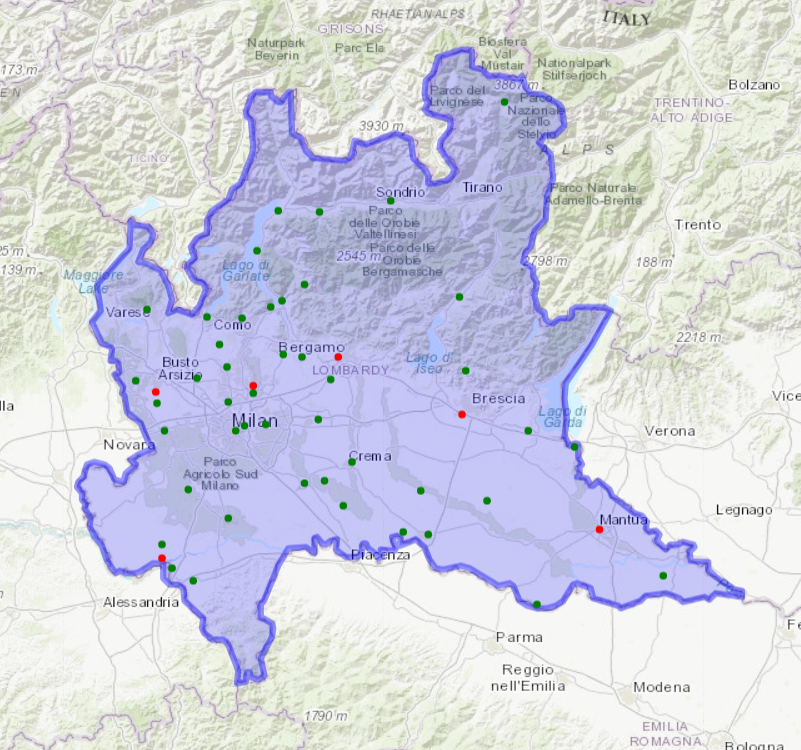 RHAETIAN ALPS
ITALY
GRISONS
Naturpark
Beverin
Parc Ela
Biosfera
Val
Müstair
Nationalpark
Stilfserjoch
173 m
Bolzano
3867 m
Parco del
Livignese
Parco
Nazionale
dello
Stelvio
TRENTINO-
ALTO ADIGE
3930 m
A L P S
TICINO
Sondrio
Tirano
Parco Naturale
Adamello-Brenta
Parco
delle Orobie
Valtellinesi
Trento
Parco delle
Orobie
Bergamasche
2545 m
2798 m
188 m
25 m
139 m
Maggiore
Lake
Lago di
Garlate
Varese
Como
2218 m
Bergamo
Busto
Arsizio
LOMBARDY
Lago d'
Iseo
Brescia
Lago di
Garda
Milan
Verona
Novara
Crema
Parco
Agricolo Sud
Milano
Mantua
Legnago
Piacenza
Alessandria
Parma
Reggio
nell'Emilia
Modena
1790 m
EMILIA
ROMAGNA
Bologna